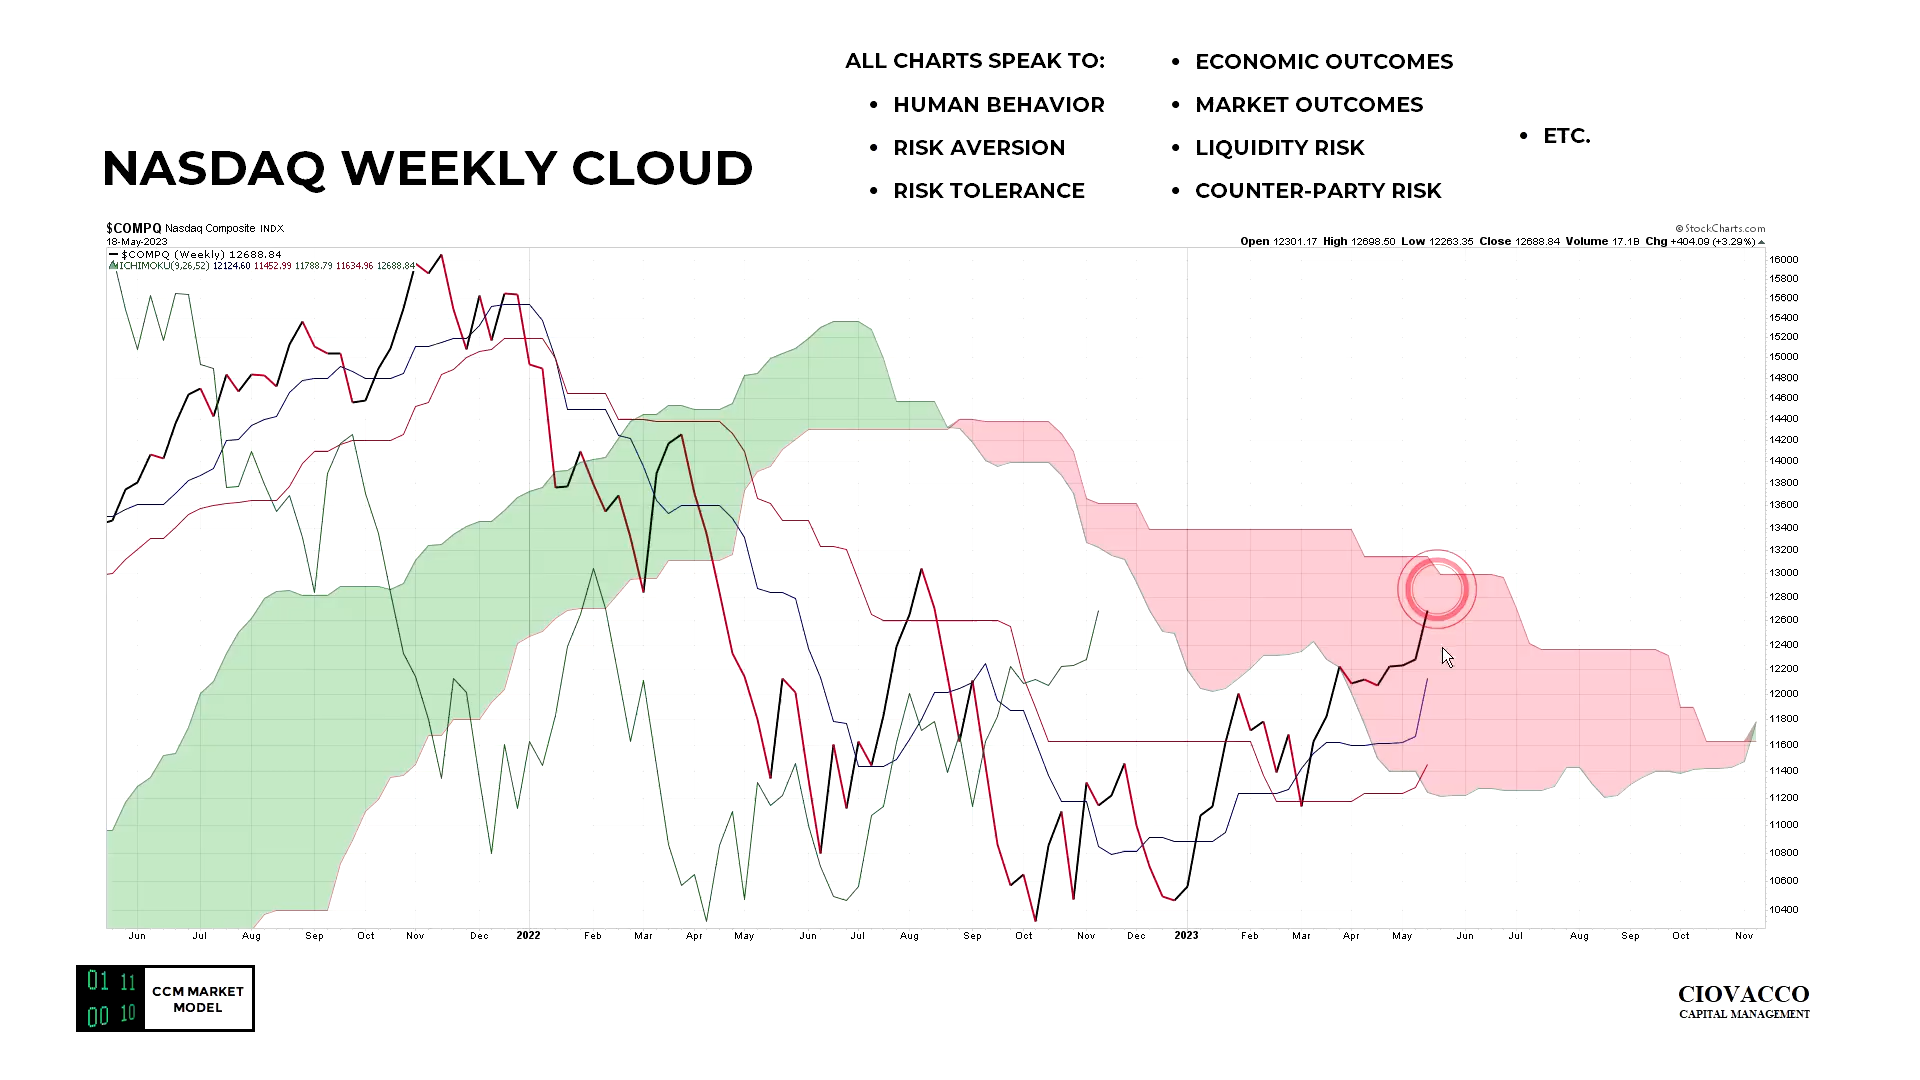 ALL CHARTS SPEAK TO:
• HUMAN BEHAVIOR
• RISK AVERSION
• RISK TOLERANCE
• ECONOMIC OUTCOMES
• MARKET OUTCOMES
• LIQUIDITY RISK
• COUNTER-PARTY RISK
• ETC.
NASDAQ WEEKLY CLOUD
$COMPQ Nasdaq Composite INDX
© StockCharts.com
18-May-2023
Open 12301.17 High 12698.50 Low 12263.35 Close 12688.84 Volume 17.1B Chg +404.09 (+3.29%)
$COMPQ (Weekly) 12688.84
ICHIMOKU(9,26,52) 12124.60 11452.99 11788.79 11634.96 12688.84
16000
15800
15600
15400
15200
15000
14800
14600
14400
14200
14000
13800
13600
13400
13200
13000
12800
12600
12400
12200
12000
11800
11600
11400
11200
11000
10800
10600
10400
Jun Jul Aug Sep Oct Nov Dec 2022 Feb Mar Apr May Jun Jul Aug Sep Oct Nov Dec 2023 Feb Mar Apr May Jun Jul Aug Sep Oct Nov
01 11
00 10
CCM MARKET
MODEL
CIOVACCO
CAPITAL MANAGEMENT